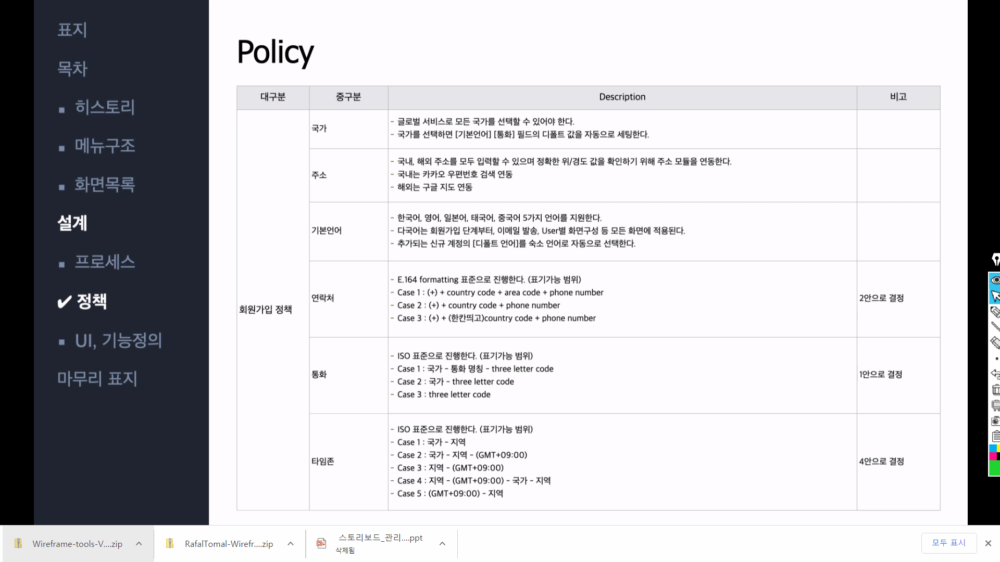 표지
목차
▪ 히스토리
▪ 메뉴구조
▪ 화면목록
설계
▪ 프로세스
✔ 정책
▪ UI, 기능정의
마무리 표지
Policy
대구분 중구분 Description 비고
회원가입 정책
국가
- 글로벌 서비스로 모든 국가를 선택할 수 있어야 한다.
- 국가를 선택하면 [기본언어] [통화] 필드의 디폴트 값을 자동으로 세팅한다.
주소
- 국내, 해외 주소를 모두 입력할 수 있으며 정확한 위/경도 값을 확인하기 위해 주소 모듈을 연동한다.
- 국내는 카카오 우편번호 검색 연동
- 해외는 구글 지도 연동
기본언어
- 한국어, 영어, 일본어, 태국어, 중국어 5가지 언어를 지원한다.
- 다국어는 회원가입 단계부터, 이메일 발송, User별 화면구성 등 모든 화면에 적용된다.
- 추가되는 신규 계정의 [디폴트 언어]를 숙소 언어로 자동으로 선택한다.
연락처
- E.164 formatting 표준으로 진행한다. (표기가능 범위)
- Case 1 : (+) + country code + area code + phone number
- Case 2 : (+) + country code + phone number
- Case 3 : (+) + (한칸띄고)country code + phone number
2안으로 결정
통화
- ISO 표준으로 진행한다. (표기가능 범위)
- Case 1 : 국가 - 통화 명칭 - three letter code
- Case 2 : 국가 - three letter code
- Case 3 : three letter code
1안으로 결정
타임존
- ISO 표준으로 진행한다. (표기가능 범위)
- Case 1 : 국가 - 지역
- Case 2 : 국가 - 지역 - (GMT+09:00)
- Case 3 : 지역 - (GMT+09:00)
- Case 4 : 지역 - (GMT+09:00) - 국가 - 지역
- Case 5 : (GMT+09:00) - 지역
4안으로 결정
Wireframe-tools-V....zip
RafalTomal-Wirefr....zip
스토리보드_관리....ppt
삭제됨
모두 표시